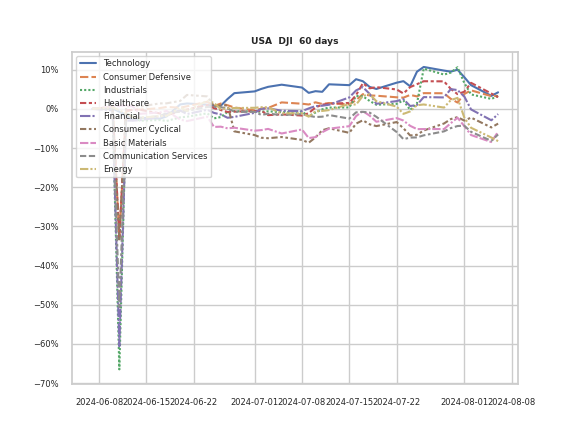 USA  DJI  60 days
Technology
Consumer Defensive
Industrials
Healthcare
Financial
Consumer Cyclical
Basic Materials
Communication Services
Energy
10%
0%
−10%
−20%
−30%
−40%
−50%
−60%
−70%
2024-06-08 2024-06-15 2024-06-22 2024-07-01 2024-07-08 2024-07-15 2024-07-22 2024-08-01 2024-08-08